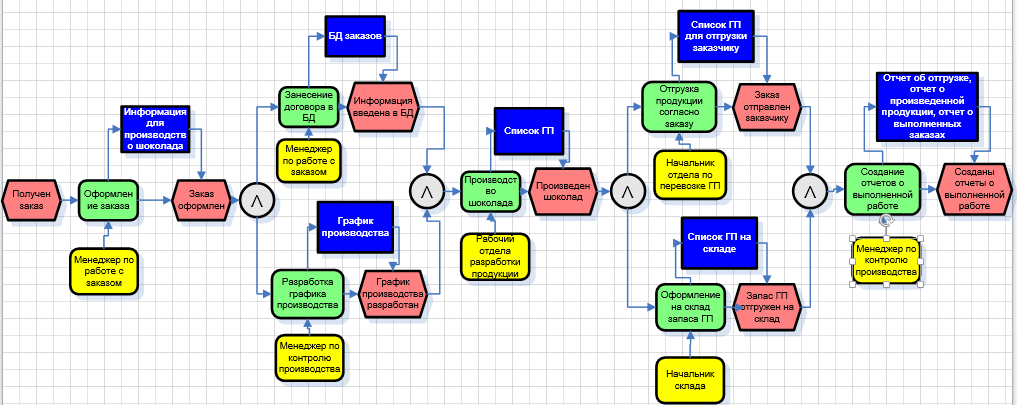 Получен
заказ
Оформлен
ие заказа
Информация
для
производств
о шоколада
Заказ
оформлен
Менеджер по
работе с
заказом
БД заказов
Занесение
договора в
БД
Информация
введена в БД
Менеджер
по работе с
заказом
График
производства
Разработка
графика
производства
График
производства
разработан
Менеджер по
контролю
производства
Список ГП
Производст
во
шоколада
Произведен
шоколад
Рабочий
отдела
разработки
продукции
Список ГП
для отгрузки
заказчику
Отгрузка
продукции
согласно
заказу
Заказ
отправлен
заказчику
Начальник
отдела по
перевозке ГП
Список ГП на
складе
Оформление
на склад
запаса ГП
Запас ГП
отгружен на
склад
Начальник
склада
Отчет об отгрузке,
отчет о
произведенной
продукции, отчет о
выполненных
заказах
Создание
отчетов о
выполненной
работе
Созданы
отчеты о
выполненной
работе
Менеджер по
контролю
производства